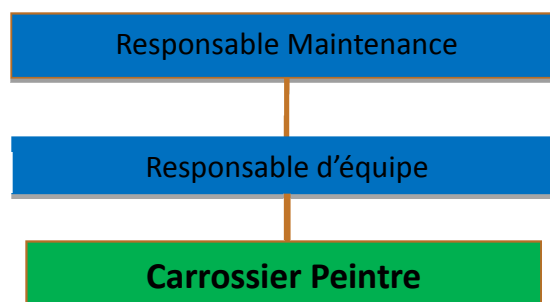 Responsable Maintenance
Responsable d’équipe
Carrossier Peintre